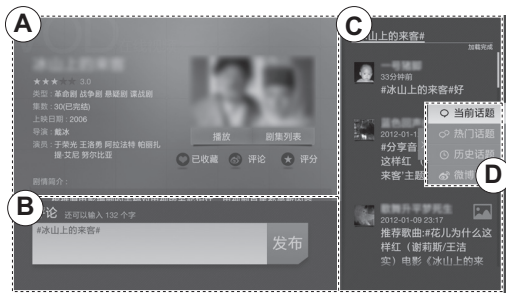 A
★★★★★ 3.0
类型：革命剧 战争剧 悬疑剧 谍战剧
集数：30(已完结)
上映日期：2006
导演：戴冰
演员：于荣光 王洛勇 阿拉法特 帕丽扎
提·艾尼 努尔比亚
剧情简介：
播放 剧集列表
已收藏 评论 评分
B
评论 还可以输入 132 个字
#冰山上的来客#
发布
C
#冰山上的来客#
加载完成
33分钟前
#冰山上的来客#好
2012-01-1
#分享音
这样红（
来客'主题
当前话题
热门话题
历史话题
微博
D
2012-01-09 23:17
推荐歌曲:#花儿为什么这
样红（谢莉斯/王洁
实）电影《冰山上的来